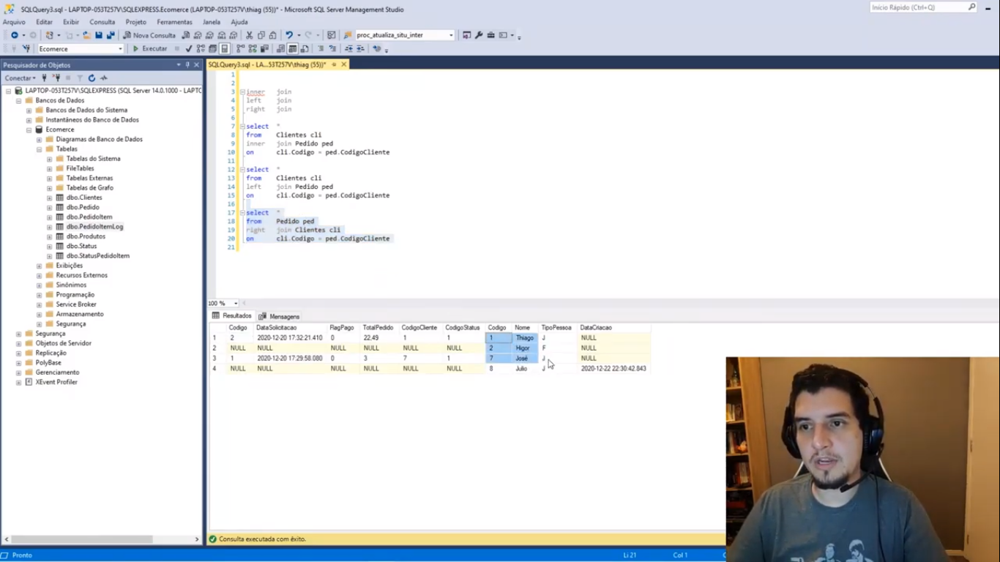 SQLQuery3.sql - LAPTOP-053T257V\SQLEXPRESS.Ecomerce (LAPTOP-053T257V\thiag (55))* - Microsoft SQL Server Management Studio
Início Rápido (Ctrl+Q)
Arquivo Editar Exibir Consulta Projeto Ferramentas Janela Ajuda
Nova Consulta proc_atualiza_situ_inter
Ecomerce Executar
Pesquisador de Objetos
SQLQuery3.sql - LA...53T257V\thiag (55))*
Conectar
LAPTOP-053T257V\SQLEXPRESS (SQL Server 14.0.1000 - LAPTC
Bancos de Dados
Bancos de Dados do Sistema
Instantâneos do Banco de Dados
Ecomerce
Diagramas de Banco de Dados
Tabelas
Tabelas do Sistema
FileTables
Tabelas Externas
Tabelas de Grafo
dbo.Clientes
dbo.Pedido
dbo.PedidoItem
dbo.PedidoItemLog
dbo.Produtos
dbo.Status
dbo.StatusPedidoItem
Exibições
Recursos Externos
Sinônimos
Programação
Service Broker
Armazenamento
Segurança
Segurança
Objetos de Servidor
Replicação
PolyBase
Gerenciamento
XEvent Profiler
1
2
3 inner join
4 left join
5 right join
6
7 select *
8 from Clientes cli
9 inner join Pedido ped
10 on cli.Codigo = ped.CodigoCliente
11
12 select *
13 from Clientes cli
14 left join Pedido ped
15 on cli.Codigo = ped.CodigoCliente
16
17 select *
18 from Pedido ped
19 right join Clientes cli
20 on cli.Codigo = ped.CodigoCliente
21
100 %
Resultados Mensagens
Codigo DataSolicitacao FlagPago TotalPedido CodigoCliente CodigoStatus Codigo Nome TipoPessoa DataCriacao
1 2 2020-12-20 17:32:21.410 0 22,49 1 1 1 Thiago J NULL
2 NULL NULL NULL NULL NULL NULL 2 Higor F NULL
3 1 2020-12-20 17:29:58.080 0 3 7 1 7 José J NULL
4 NULL NULL NULL NULL NULL NULL 8 Julio J 2020-12-22 22:30:42.843
Consulta executada com êxito.
Pronto Li 21 Col 1